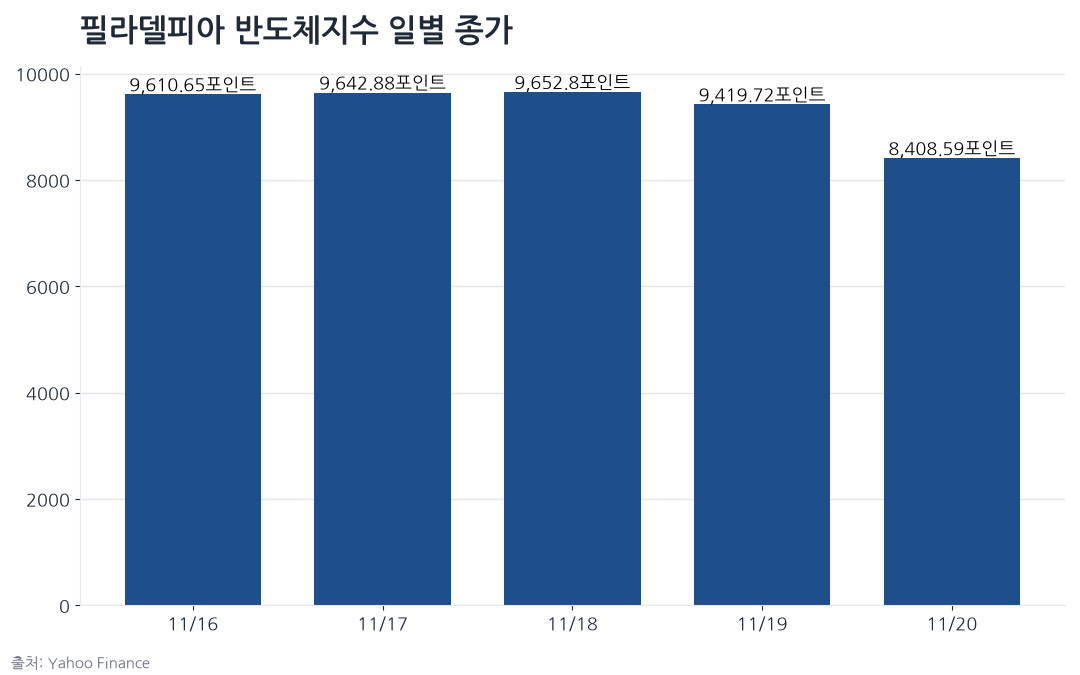 필라델피아 반도체지수 일별 종가
10000
8000
6000
4000
2000
0
9,610.65포인트
9,642.88포인트
9,652.8포인트
9,419.72포인트
8,408.59포인트
11/16
11/17
11/18
11/19
11/20
출처: Yahoo Finance